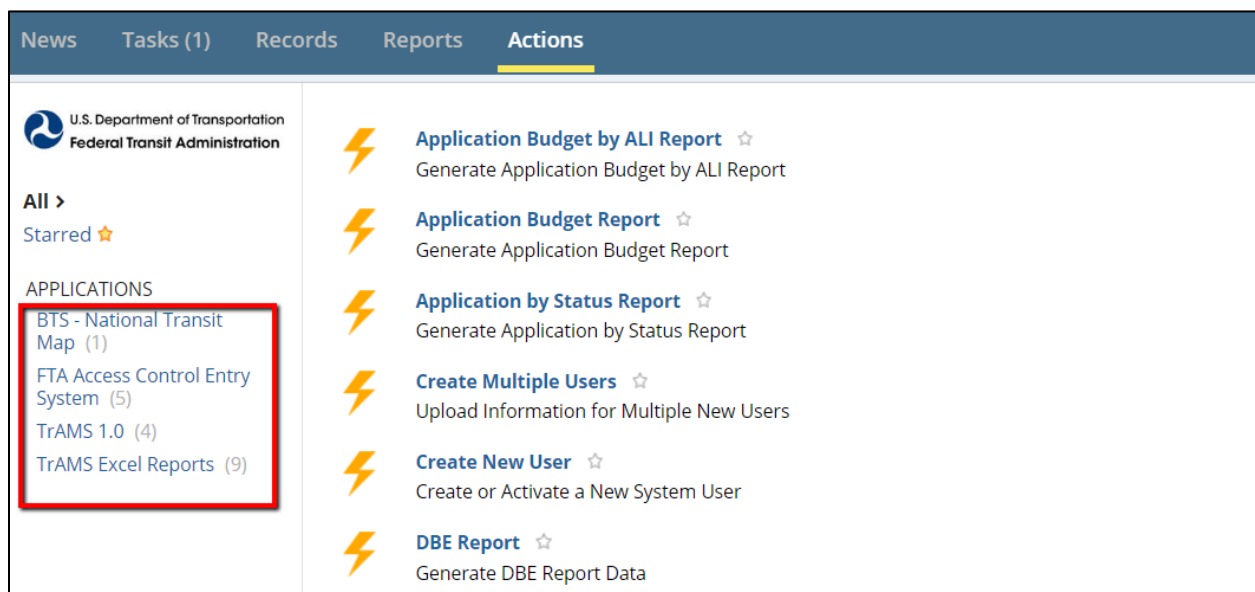 News Tasks (1) Records Reports Actions
U.S. Department of Transportation
Federal Transit Administration
All >
Starred
APPLICATIONS
BTS - National Transit
Map (1)
FTA Access Control Entry
System (5)
TrAMS 1.0 (4)
TrAMS Excel Reports (9)
Application Budget by ALI Report
Generate Application Budget by ALI Report
Application Budget Report
Generate Application Budget Report
Application by Status Report
Generate Application by Status Report
Create Multiple Users
Upload Information for Multiple New Users
Create New User
Create or Activate a New System User
DBE Report
Generate DBE Report Data